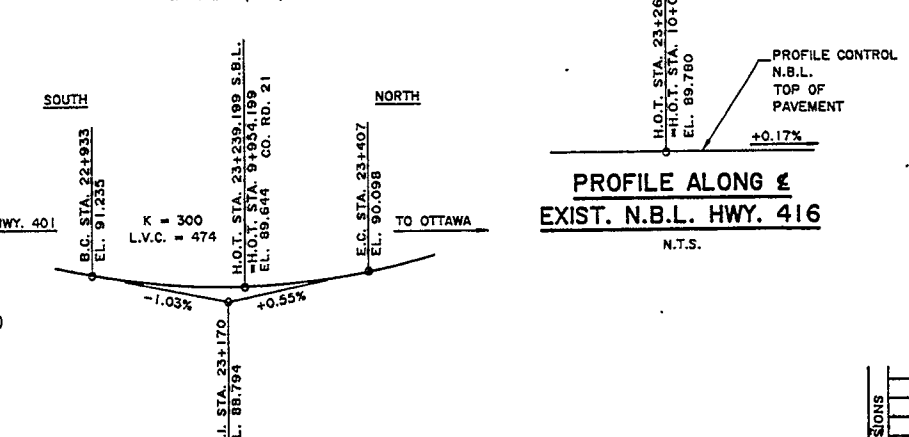 SOUTH
B.C. STA. 22+933
EL. 91.235
K = 300
L.V.C. = 474
H.O.T. STA. 23+239.199 S.B.L.
=H.O.T. STA. 9+954.199
EL. 89.644 CO. RD. 21
NORTH
E.C. STA. 23+407
EL. 90.098
HWY. 401
TO OTTAWA
-1.03%
+0.55%
STA. 23+170
88.794
H.O.T. STA. 23+26
=H.O.T. STA. 10+0
EL. 89.780
PROFILE CONTROL
N.B.L.
TOP OF
PAVEMENT
+0.17%
PROFILE ALONG ℄
EXIST. N.B.L. HWY. 416
N.T.S.
SIONS